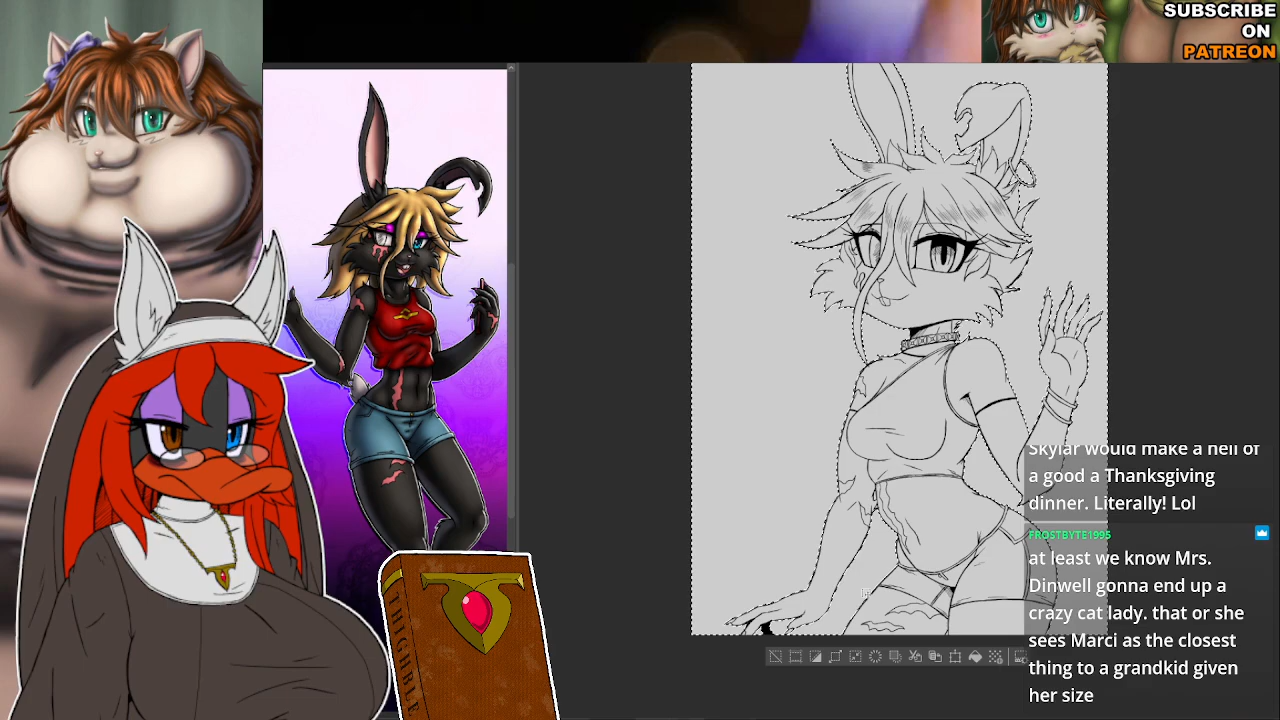 SUBSCRIBE
ON
PATREON
Skylar would make a hell of
a good a Thanksgiving
dinner. Literally! Lol
FROSTBYTE1995
at least we know Mrs.
Dinwell gonna end up a
crazy cat lady. that or she
sees Marci as the closest
thing to a grandkid given
her size
THIGHBLE